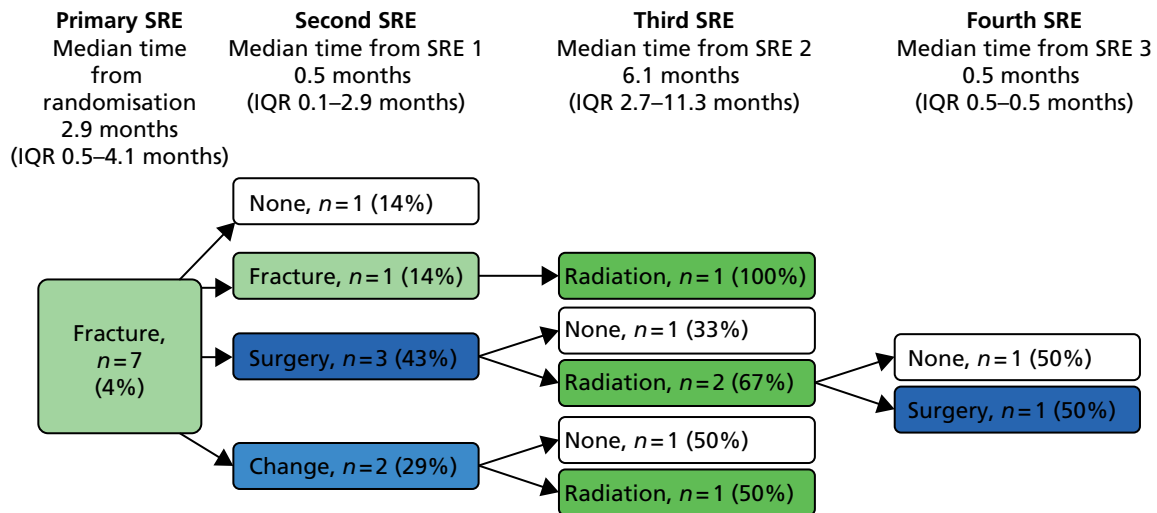 Primary SRE
Median time
from
randomisation
2.9 months
(IQR 0.5–4.1 months)
Second SRE
Median time from SRE 1
0.5 months
(IQR 0.1–2.9 months)
Third SRE
Median time from SRE 2
6.1 months
(IQR 2.7–11.3 months)
Fourth SRE
Median time from SRE 3
0.5 months
(IQR 0.5–0.5 months)
Fracture,
n=7
(4%)
None, n=1 (14%)
Fracture, n=1 (14%)
Surgery, n=3 (43%)
Change, n=2 (29%)
Radiation, n=1 (100%)
None, n=1 (33%)
Radiation, n=2 (67%)
None, n=1 (50%)
Radiation, n=1 (50%)
None, n=1 (50%)
Surgery, n=1 (50%)